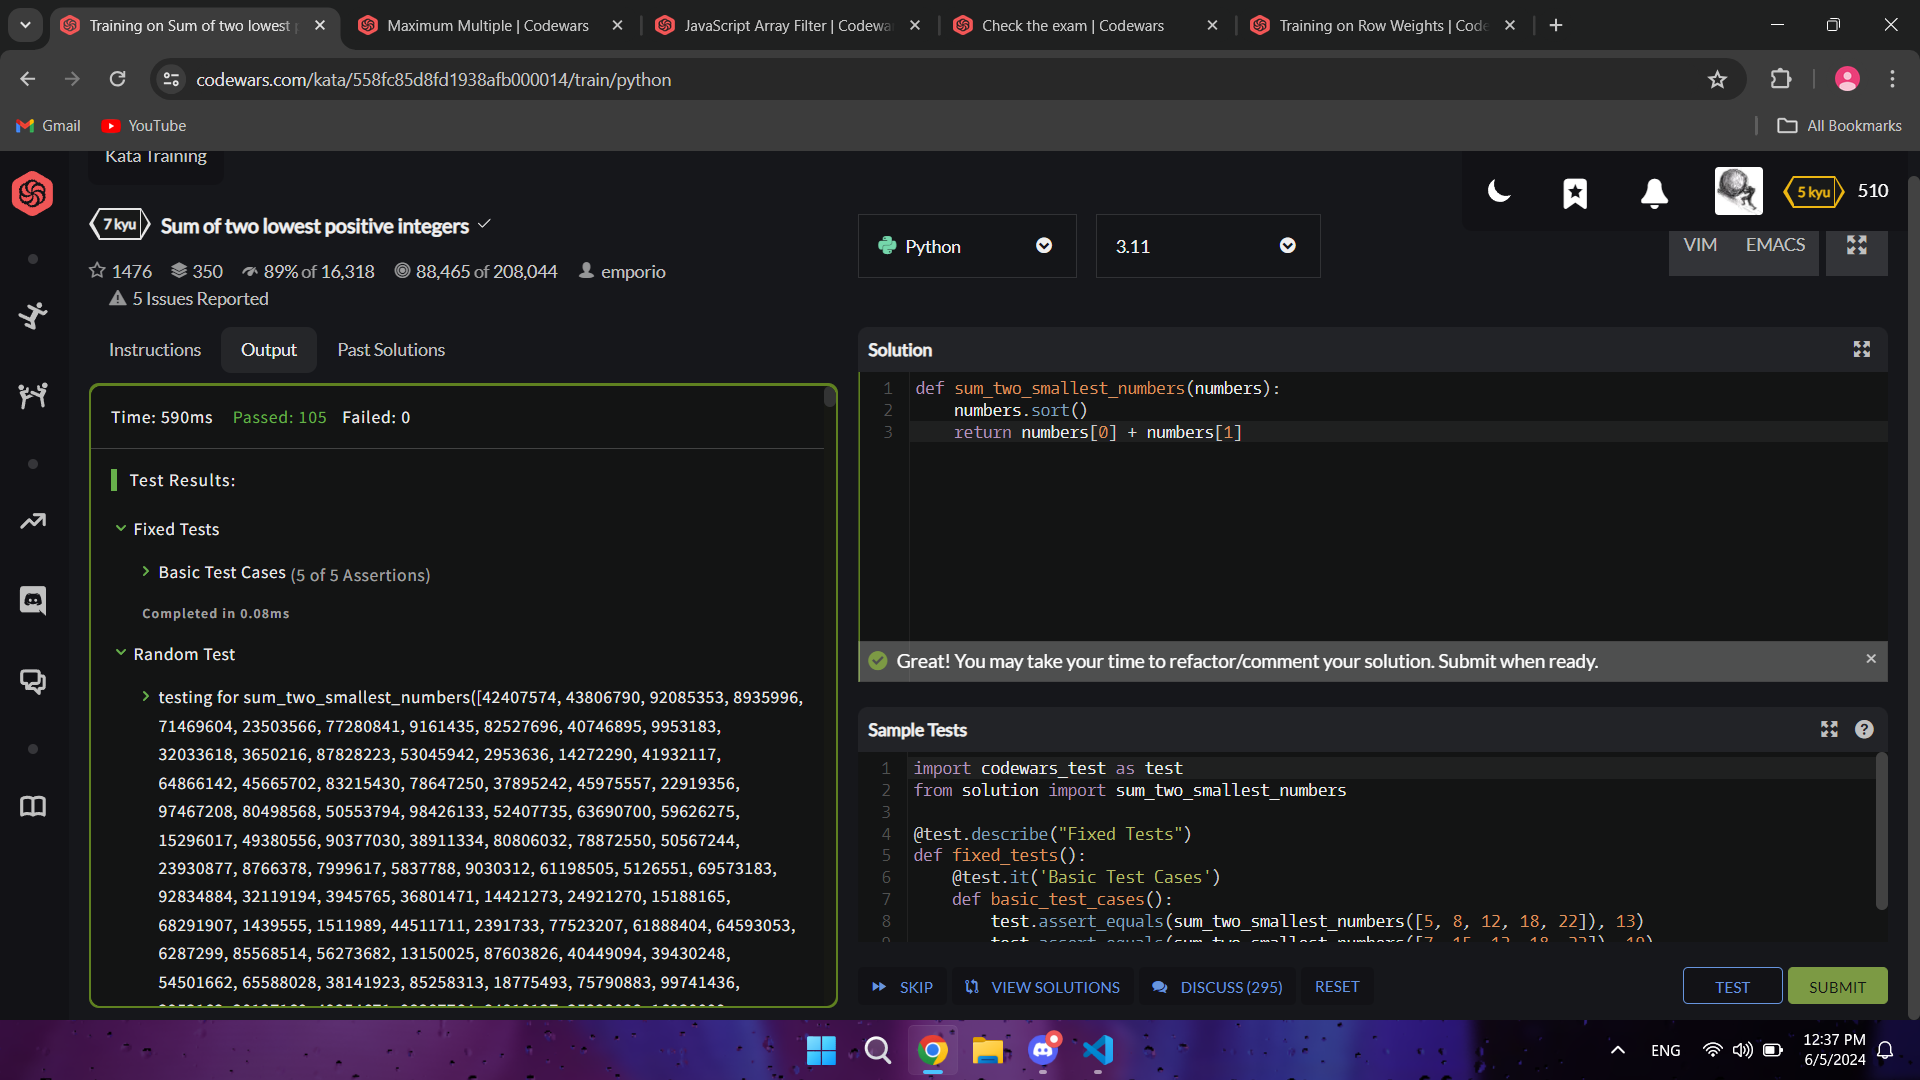 Training on Sum of two lowest
Maximum Multiple | Codewars
JavaScript Array Filter | Codewa
Check the exam | Codewars
Training on Row Weights | Code
codewars.com/kata/558fc85d8fd1938afb000014/train/python
Gmail
YouTube
All Bookmarks
Kata Training
5 kyu
510
7 kyu
Sum of two lowest positive integers
1476
350
89% of 16,318
88,465 of 208,044
emporio
5 Issues Reported
Python
3.11
VIM
EMACS
Instructions
Output
Past Solutions
Time: 590ms Passed: 105 Failed: 0
Test Results:
Fixed Tests
Basic Test Cases (5 of 5 Assertions)
Completed in 0.08ms
Random Test
testing for sum_two_smallest_numbers([42407574, 43806790, 92085353, 8935996,
71469604, 23503566, 77280841, 9161435, 82527696, 40746895, 9953183,
32033618, 3650216, 87828223, 53045942, 2953636, 14272290, 41932117,
64866142, 45665702, 83215430, 78647250, 37895242, 45975557, 22919356,
97467208, 80498568, 50553794, 98426133, 52407735, 63690700, 59626275,
15296017, 49380556, 90377030, 38911334, 80806032, 78872550, 50567244,
23930877, 8766378, 7999617, 5837788, 9030312, 61198505, 5126551, 69573183,
92834884, 32119194, 3945765, 36801471, 14421273, 24921270, 15188165,
68291907, 1439555, 1511989, 44511711, 2391733, 77523207, 61888404, 64593053,
6287299, 85568514, 56273682, 13150025, 87603826, 40449094, 39430248,
54501662, 65588028, 38141923, 85258313, 18775493, 75790883, 99741436,
Solution
1 def sum_two_smallest_numbers(numbers):
2 numbers.sort()
3 return numbers[0] + numbers[1]
Great! You may take your time to refactor/comment your solution. Submit when ready.
Sample Tests
1 import codewars_test as test
2 from solution import sum_two_smallest_numbers
3
4 @test.describe("Fixed Tests")
5 def fixed_tests():
6 @test.it('Basic Test Cases')
7 def basic_test_cases():
8 test.assert_equals(sum_two_smallest_numbers([5, 8, 12, 18, 22]), 13)
SKIP
VIEW SOLUTIONS
DISCUSS (295)
RESET
TEST
SUBMIT
ENG
12:37 PM
6/5/2024